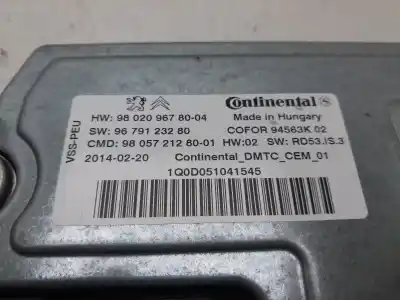 Continental
HW: 98 020 967 80-04
Made in Hungary
SW: 96 791 232 80
COFOR 94563K 02
CMD: 98 057 212 80-01 HW:02 SW: RD53.IS.3
2014-02-20 Continental_DMTC_CEM_01
1Q0D051041545
VSS-PEU